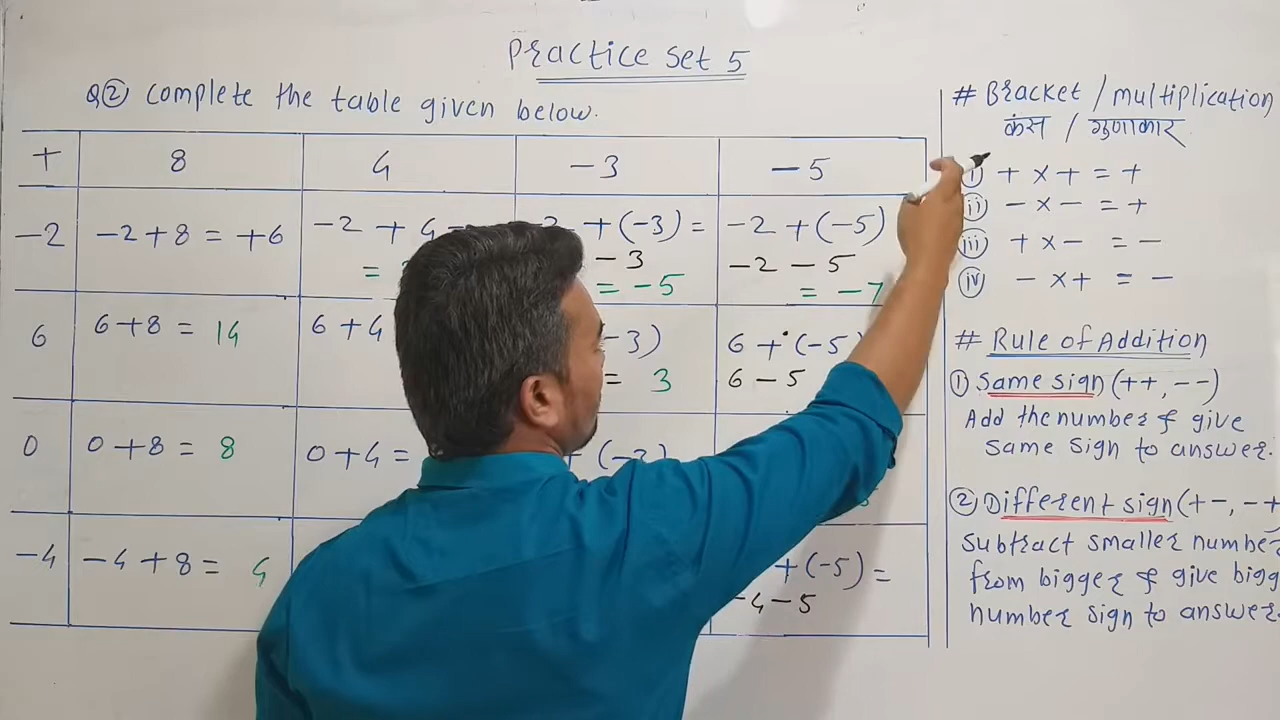 Practice Set 5
Q② Complete the table given below.
+ 8 4 -3 -5
-2 -2+8 = +6 -2 + 4 +(-3) = -2 +(-5)
= -3 -2 -5
= -5 = -7
6 6+8 = 14 6+4 -3) 6 + (-5)
= 3 6 -5
0 0+8 = 8 0+4 = (-3)
-4 -4+8 = 4 +(-5) =
-4-5
# Bracket / multiplication
कंस / गुणाकार
i) + × + = +
ii) - × - = +
iii) + × - = -
iv) - × + = -
# Rule of Addition
① Same sign (++, --)
Add the number & give
same sign to answer.
② Different sign (+-, -+
Subtract smaller number
from bigger & give bigg
number sign to answer.